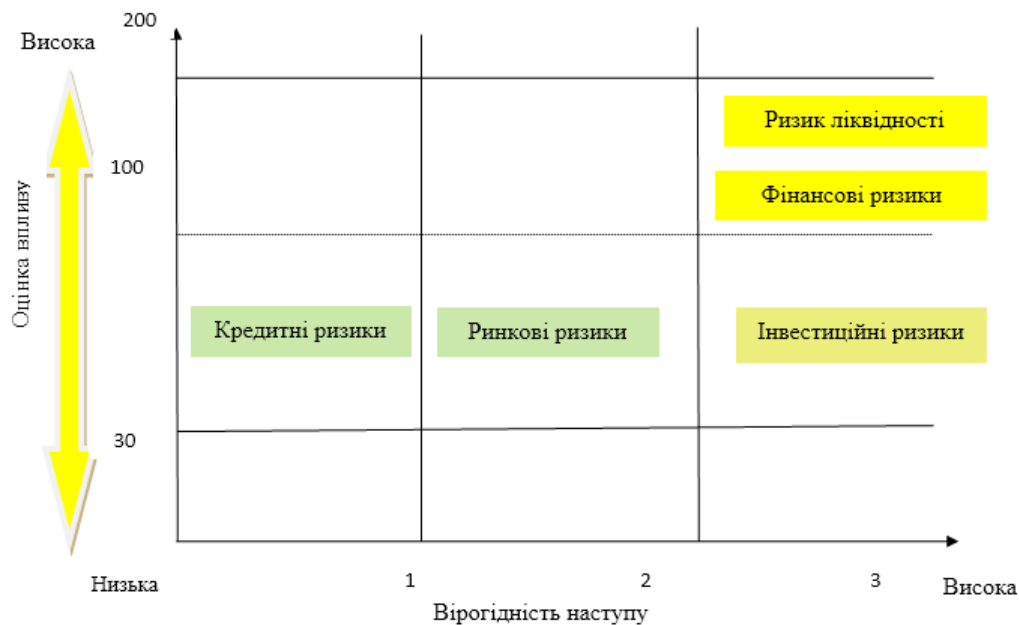 200
Висока
Ризик ліквідності
100
Фінансові ризики
Оцінка впливу
Кредитні ризики
Ринкові ризики
Інвестиційні ризики
30
Низька
1
2
3
Висока
Вірогідність наступу